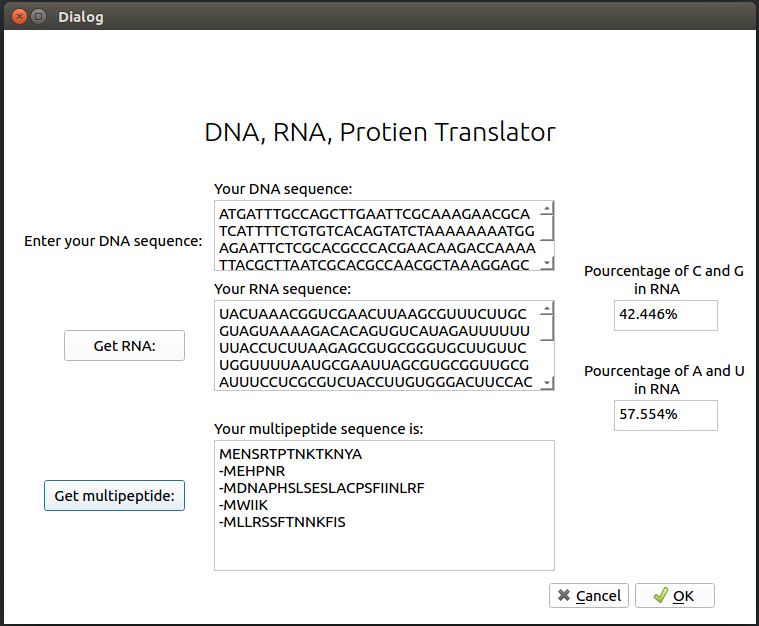 Dialog
DNA, RNA, Protien Translator
Your DNA sequence:
Enter your DNA sequence:
ATGATTTGCCAGCTTGAATTCGCAAAGAACGCA
TCATTTTCTGTGTCACAGTATCTAAAAAAAATGG
AGAATTCTCGCACGCCCACGAACAAGACCAAAA
TTACGCTTAATCGCACGCCAACGCTAAAGGAGC
Your RNA sequence:
Get RNA:
UACUAAACGGUCGAACUUAAGCGUUUCUUGC
GUAGUAAAAGACACAGUGUCAUAGAUUUUUU
UUACCUCUUAAGAGCGUGCGGGUGCUUGUUC
UGGUUUUAAUGCGAAUUAGCGUGCGGUUGCG
AUUUCCUCGCGUCUACCUUGUGGGACUUCCAC
Pourcentage of C and G
in RNA
42.446%
Pourcentage of A and U
in RNA
57.554%
Your multipeptide sequence is:
Get multipeptide:
MENSRTPTNKTKNYA
-MEHPNR
-MDNAPHSLSESLACPSFIINLRF
-MWIIK
-MLLRSSFTNNKFIS
Cancel
OK